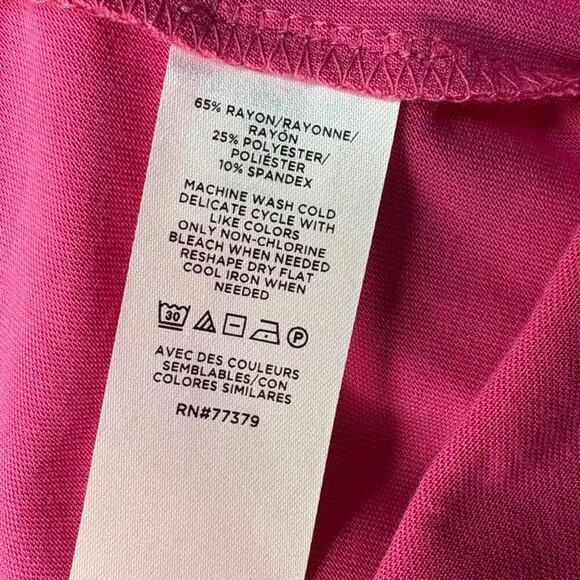 65% RAYON/RAYONNE/
RAYÓN
25% POLYESTER/
POLIÉSTER
10% SPANDEX
MACHINE WASH COLD
DELICATE CYCLE WITH
LIKE COLORS
ONLY NON-CHLORINE
BLEACH WHEN NEEDED
RESHAPE DRY FLAT
COOL IRON WHEN
NEEDED
30 P
AVEC DES COULEURS
SEMBLABLES/CON
COLORES SIMILARES
RN#77379